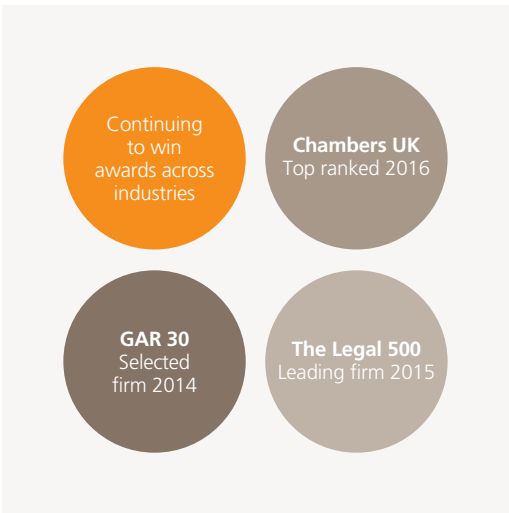 Continuing
to win
awards across
industries
Chambers UK
Top ranked 2016
GAR 30
Selected
firm 2014
The Legal 500
Leading firm 2015